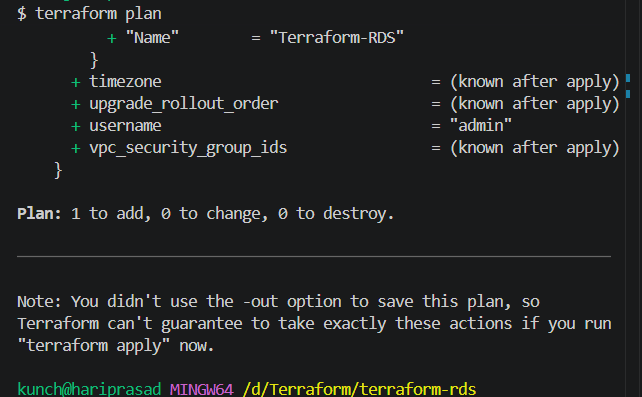 $ terraform plan
+ "Name" = "Terraform-RDS"
}
+ timezone = (known after apply)
+ upgrade_rollout_order = (known after apply)
+ username = "admin"
+ vpc_security_group_ids = (known after apply)
}
Plan: 1 to add, 0 to change, 0 to destroy.
Note: You didn't use the -out option to save this plan, so
Terraform can't guarantee to take exactly these actions if you run
"terraform apply" now.
kunch@hariprasad MINGW64 /d/Terraform/terraform-rds